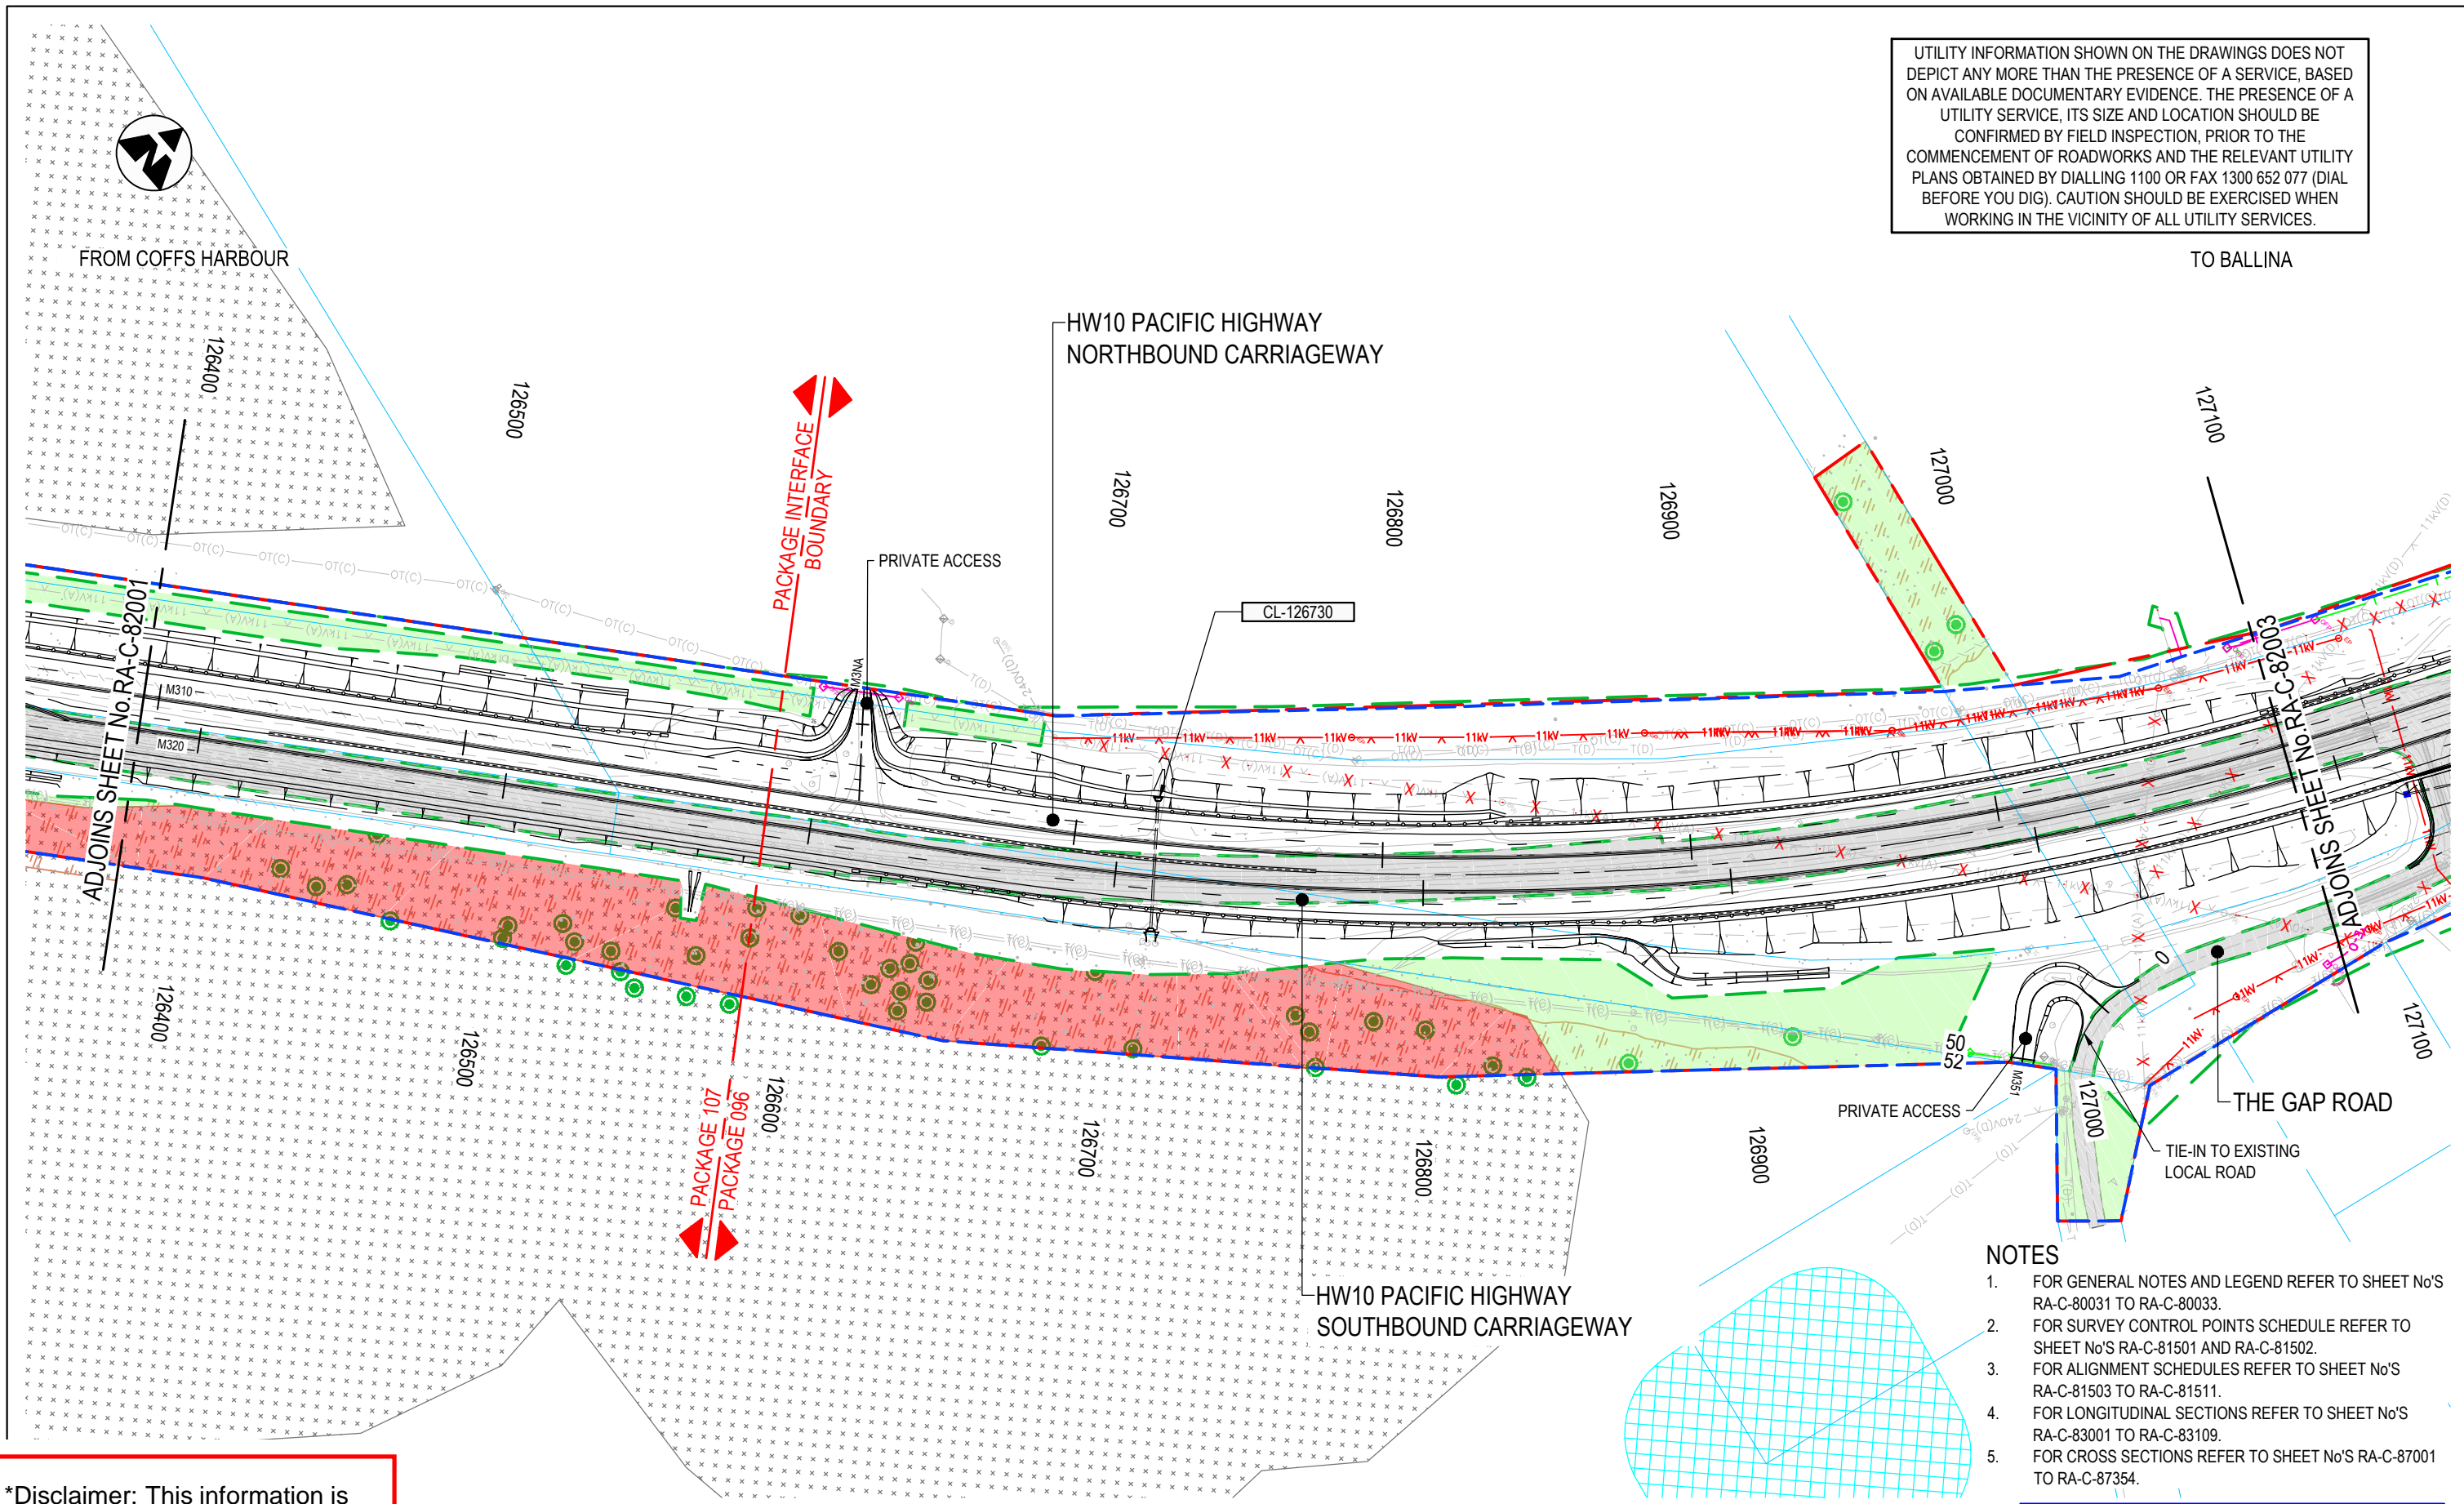 UTILITY INFORMATION SHOWN ON THE DRAWINGS DOES NOT
DEPICT ANY MORE THAN THE PRESENCE OF A SERVICE, BASED
ON AVAILABLE DOCUMENTARY EVIDENCE. THE PRESENCE OF A
UTILITY SERVICE, ITS SIZE AND LOCATION SHOULD BE
CONFIRMED BY FIELD INSPECTION, PRIOR TO THE
COMMENCEMENT OF ROADWORKS AND THE RELEVANT UTILITY
PLANS OBTAINED BY DIALLING 1100 OR FAX 1300 652 077 (DIAL
BEFORE YOU DIG). CAUTION SHOULD BE EXERCISED WHEN
WORKING IN THE VICINITY OF ALL UTILITY SERVICES.
FROM COFFS HARBOUR
TO BALLINA
HW10 PACIFIC HIGHWAY
NORTHBOUND CARRIAGEWAY
126400
126500
126700
126800
126900
127000
127100
PACKAGE INTERFACE
BOUNDARY
PRIVATE ACCESS
CL-126730
M3NA
M310
M320
ADJOINS SHEET No.RA-C-82001
ADJOINS SHEET No.RA-C-82003
0
50
52
M351
PRIVATE ACCESS
THE GAP ROAD
TIE-IN TO EXISTING
LOCAL ROAD
126400
126500
126600
126700
126800
126900
127000
127100
PACKAGE 107
PACKAGE 096
HW10 PACIFIC HIGHWAY
SOUTHBOUND CARRIAGEWAY
NOTES
1. FOR GENERAL NOTES AND LEGEND REFER TO SHEET No'S
RA-C-80031 TO RA-C-80033.
2. FOR SURVEY CONTROL POINTS SCHEDULE REFER TO
SHEET No'S RA-C-81501 AND RA-C-81502.
3. FOR ALIGNMENT SCHEDULES REFER TO SHEET No'S
RA-C-81503 TO RA-C-81511.
4. FOR LONGITUDINAL SECTIONS REFER TO SHEET No'S
RA-C-83001 TO RA-C-83109.
5. FOR CROSS SECTIONS REFER TO SHEET No'S RA-C-87001
TO RA-C-87354.
*Disclaimer: This information is